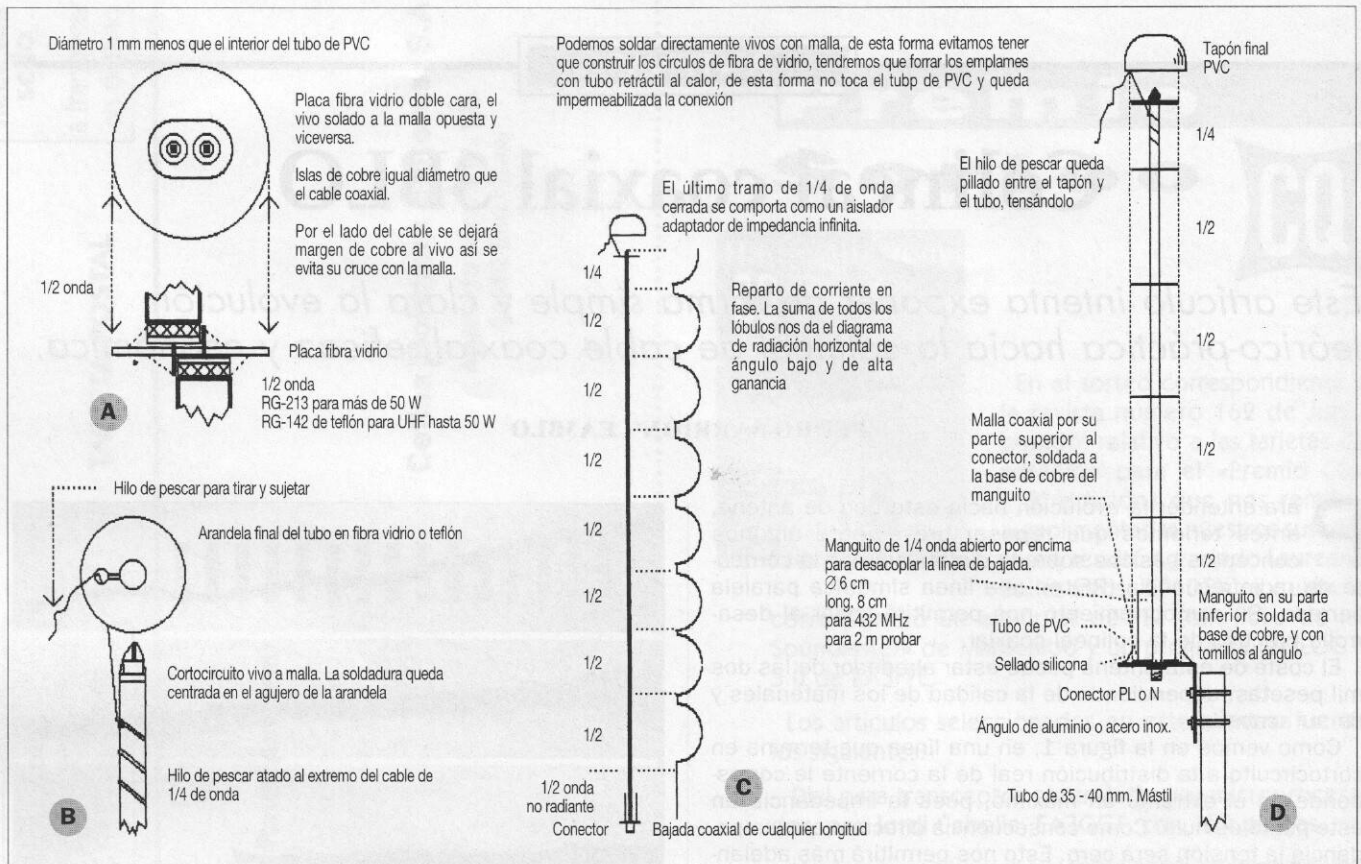 Diámetro 1 mm menos que el interior del tubo de PVC
Placa fibra vidrio doble cara, el
vivo solado a la malla opuesta y
viceversa.
Islas de cobre igual diámetro que
el cable coaxial.
Por el lado del cable se dejará
margen de cobre al vivo así se
evita su cruce con la malla.
1/2 onda
Placa fibra vidrio
1/2 onda
RG-213 para más de 50 W
RG-142 de teflón para UHF hasta 50 W
A
Hilo de pescar para tirar y sujetar
Arandela final del tubo en fibra vidrio o teflón
Cortocircuito vivo a malla. La soldadura queda
centrada en el agujero de la arandela
Hilo de pescar atado al extremo del cable de
1/4 de onda
B
Podemos soldar directamente vivos con malla, de esta forma evitamos tener
que construir los círculos de fibra de vidrio, tendremos que forrar los emplames
con tubo retráctil al calor, de esta forma no toca el tubp de PVC y queda
impermeabilizada la conexión
El último tramo de 1/4 de onda
cerrada se comporta como un aislador
adaptador de impedancia infinita.
1/4
1/2
1/2
1/2
1/2
1/2
1/2
1/2
Reparto de corriente en
fase. La suma de todos los
lóbulos nos da el diagrama
de radiación horizontal de
ángulo bajo y de alta
ganancia
1/2 onda
no radiante
Conector
Bajada coaxial de cualquier longitud
C
Tapón final
PVC
1/4
El hilo de pescar queda
pillado entre el tapón y
el tubo, tensándolo
1/2
1/2
Malla coaxial por su
parte superior al
conector, soldada a
la base de cobre del
manguito
1/2
1/2
Manguito de 1/4 onda abierto por encima
para desacoplar la línea de bajada.
Ø 6 cm
long. 8 cm
para 432 MHz
para 2 m probar
Manguito en su parte
inferior soldada a
base de cobre, y con
tornillos al ángulo
Tubo de PVC
Sellado silicona
Conector PL o N
Ángulo de aluminio o acero inox.
Tubo de 35 - 40 mm. Mástil
D